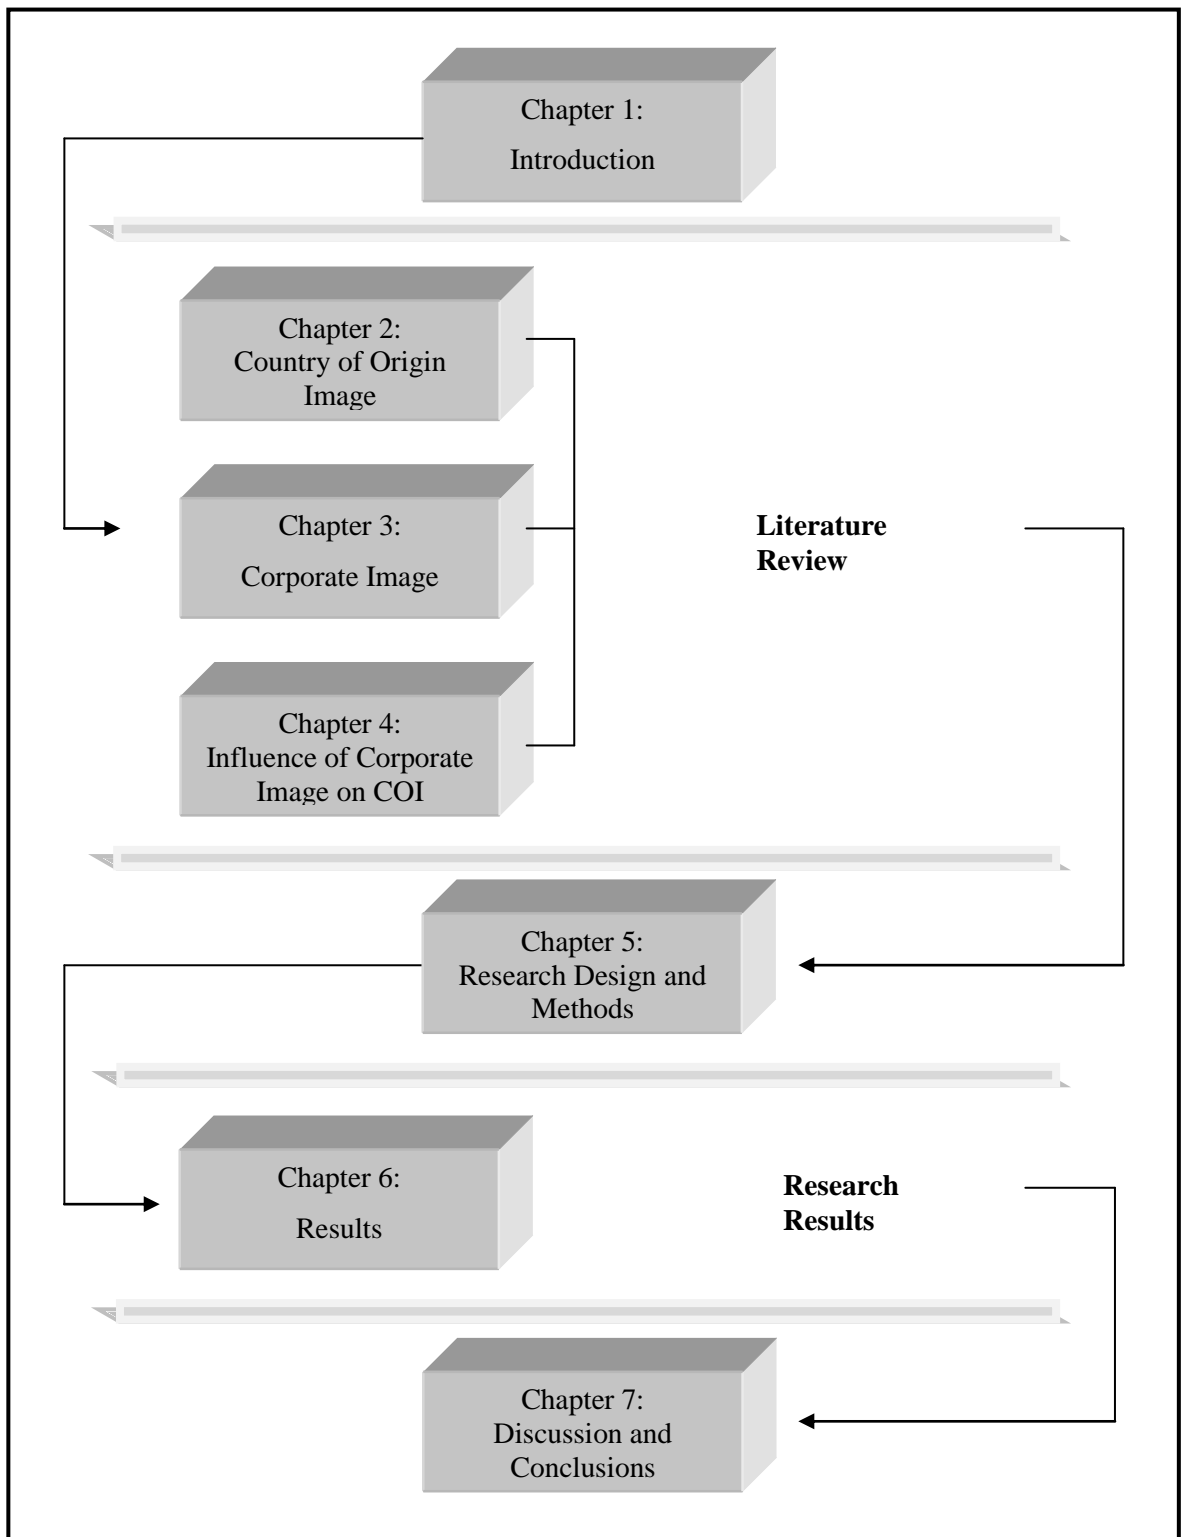 Chapter 1:
Introduction
Chapter 2:
Country of Origin
Image
Chapter 3:
Corporate Image
Literature
Review
Chapter 4:
Influence of Corporate
Image on COI
Chapter 5:
Research Design and
Methods
Chapter 6:
Results
Research
Results
Chapter 7:
Discussion and
Conclusions